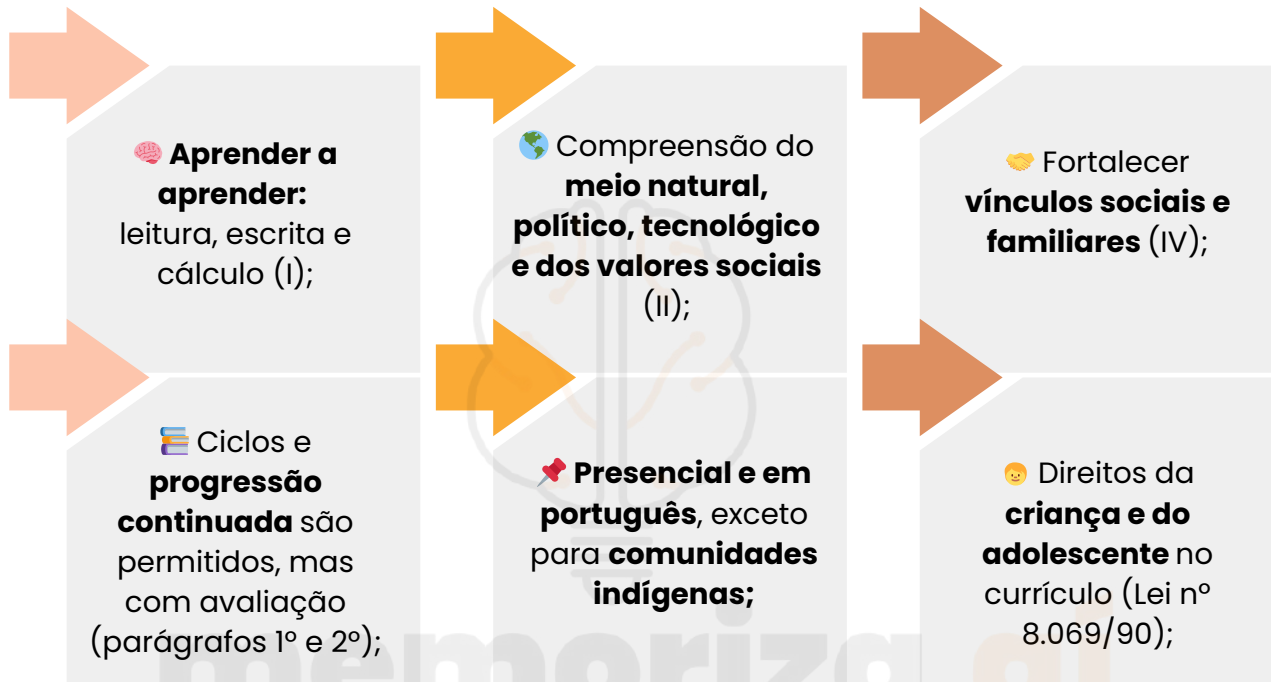 🧠 Aprender a
aprender:
leitura, escrita e
cálculo (I);
🌎 Compreensão do
meio natural,
político, tecnológico
e dos valores sociais
(II);
🤝 Fortalecer
vínculos sociais e
familiares (IV);
📚 Ciclos e
progressão
continuada são
permitidos, mas
com avaliação
(parágrafos 1º e 2º);
📌 Presencial e em
português, exceto
para comunidades
indígenas;
🧒 Direitos da
criança e do
adolescente no
currículo (Lei nº
8.069/90);
memoriza aí